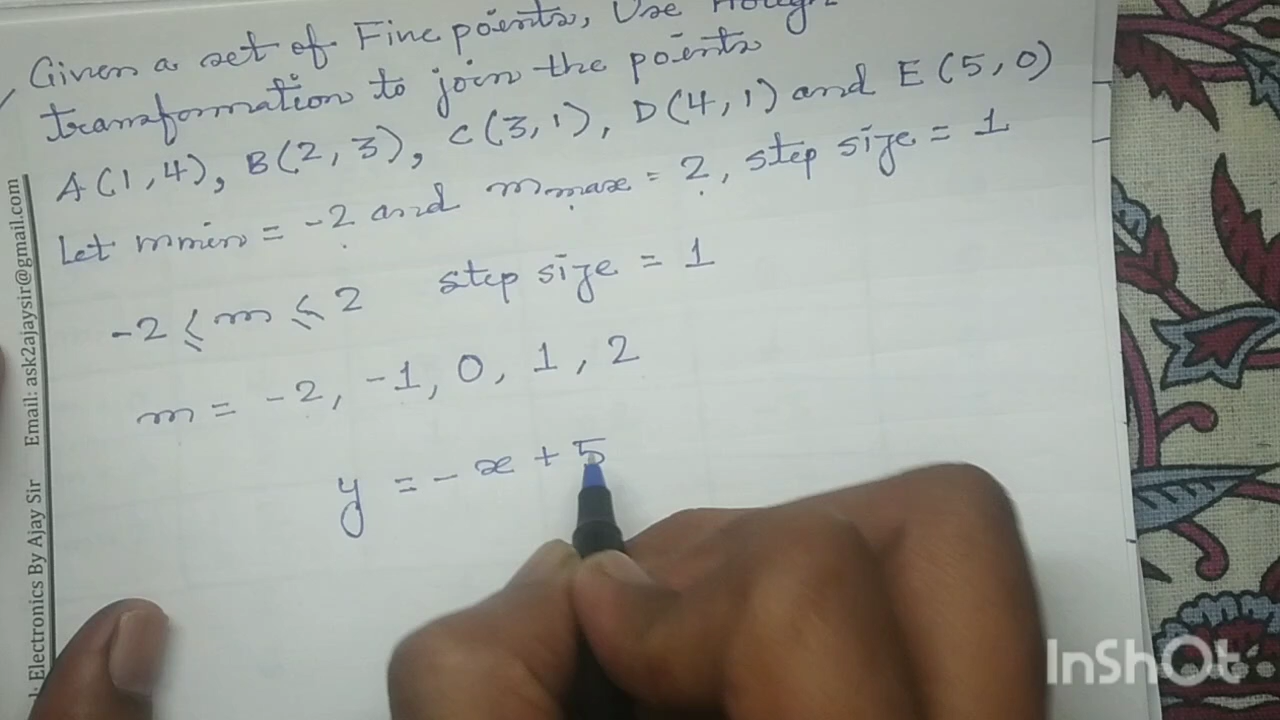 Given a set of Five points, Use Hough
transformation to join the points
A(1,4), B(2,3), C(3,1), D(4,1) and E(5,0)
Let mmin = -2 and mmax = 2, step size = 1
-2 ≤ m ≤ 2 step size = 1
m = -2, -1, 0, 1, 2
y = -x + 5
Electronics By Ajay Sir Email: ask2ajaysir@gmail.com
InShOt